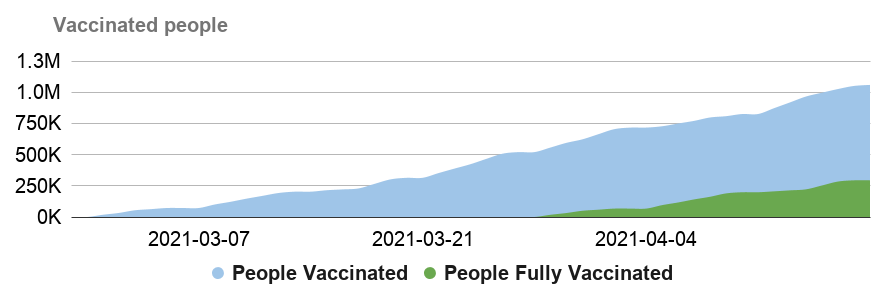 Vaccinated people
1.3M
1.0M
750K
500K
250K
0K
2021-03-07 2021-03-21 2021-04-04
People Vaccinated People Fully Vaccinated